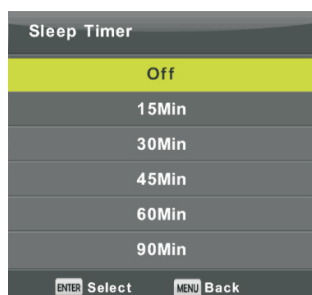 Sleep Timer
Off
15Min
30Min
45Min
60Min
90Min
ENTER Select MENU Back